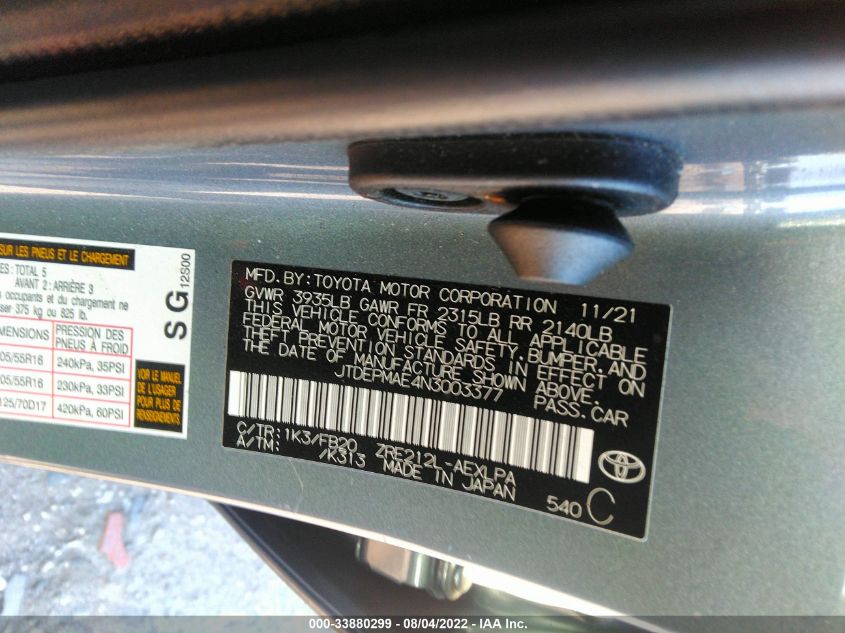 SUR LES PNEUS ET LE CHARGEMENT
TOTAL 5
AVANT 2: ARRIÈRE 3
occupants et du chargement ne
375 kg ou 825 lb.
PRESSION DES
PNEUS À FROID
05/55R16 240kPa, 35PSI
05/55R16 230kPa, 33PSI
125/70D17 420kPa, 60PSI
VOIR LE MANUEL
DE L'USAGER
POUR PLUS DE
RENSEIGNEMENTS
SG
12S00
MFD.BY:TOYOTA MOTOR CORPORATION 11/21
GVWR 3935LB GAWR FR 2315LB RR 2140LB
THIS VEHICLE CONFORMS TO ALL APPLICABLE
FEDERAL MOTOR VEHICLE SAFETY,BUMPER,AND
THEFT PREVENTION STANDARDS IN EFFECT ON
THE DATE OF MANUFACTURE SHOWN ABOVE.
JTDEPMAE4N3003377 PASS.CAR
C/TR:1K3/FB20 ZRE212L-AEXLPA
A/TM: /K313 MADE IN JAPAN
540 C
000-33880299 - 08/04/2022 - IAA Inc.